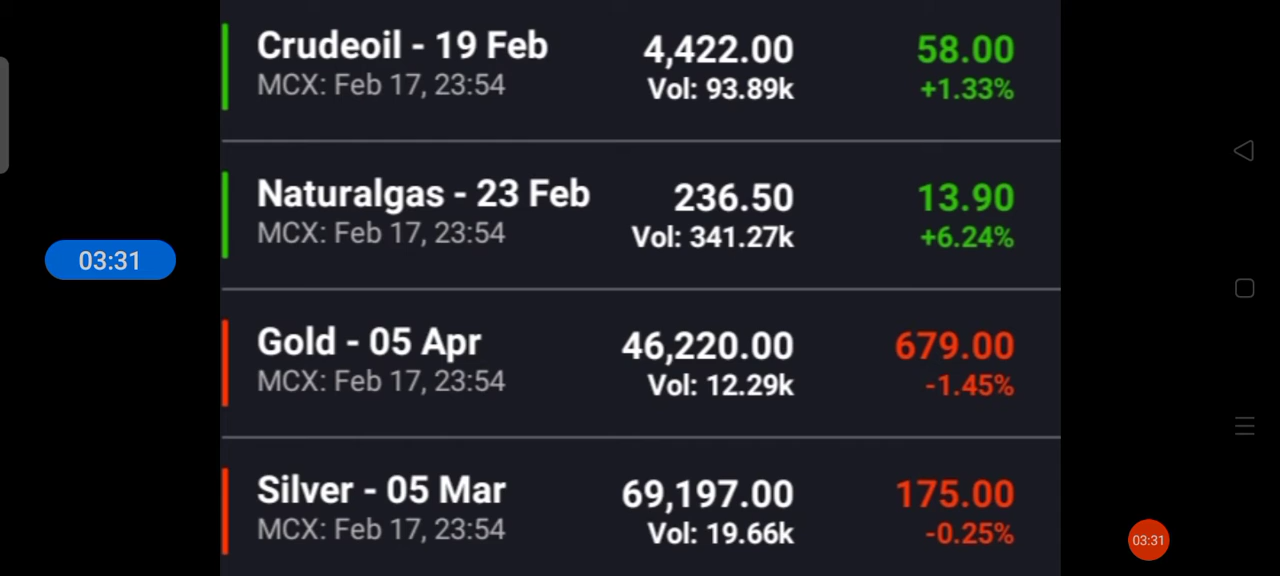 Crudeoil - 19 Feb 4,422.00 58.00
MCX: Feb 17, 23:54 Vol: 93.89k +1.33%
Naturalgas - 23 Feb 236.50 13.90
MCX: Feb 17, 23:54 Vol: 341.27k +6.24%
03:31
Gold - 05 Apr 46,220.00 679.00
MCX: Feb 17, 23:54 Vol: 12.29k -1.45%
Silver - 05 Mar 69,197.00 175.00
MCX: Feb 17, 23:54 Vol: 19.66k -0.25%
03:31